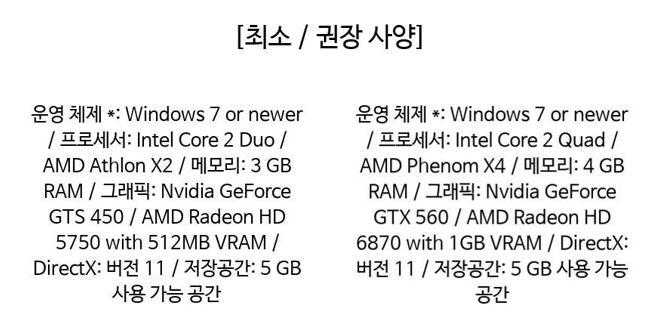 [최소 / 권장 사양]
운영 체제 *: Windows 7 or newer
/ 프로세서: Intel Core 2 Duo /
AMD Athlon X2 / 메모리: 3 GB
RAM / 그래픽: Nvidia GeForce
GTS 450 / AMD Radeon HD
5750 with 512MB VRAM /
DirectX: 버전 11 / 저장공간: 5 GB
사용 가능 공간
운영 체제 *: Windows 7 or newer
/ 프로세서: Intel Core 2 Quad /
AMD Phenom X4 / 메모리: 4 GB
RAM / 그래픽: Nvidia GeForce
GTX 560 / AMD Radeon HD
6870 with 1GB VRAM / DirectX:
버전 11 / 저장공간: 5 GB 사용 가능
공간